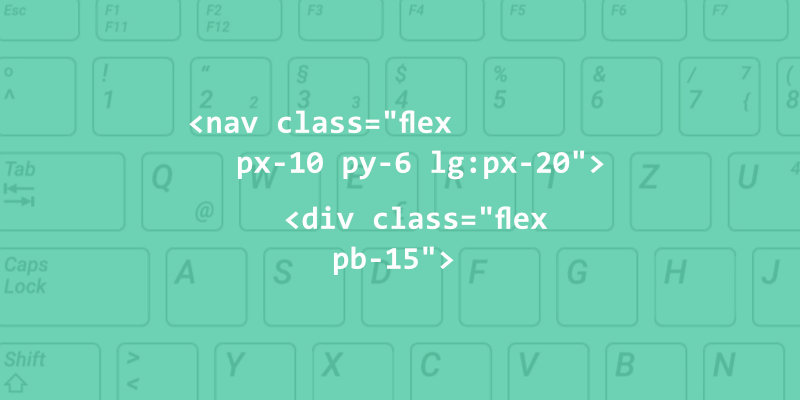 Esc F1 F2 F3 F4 F5 F6 F7
F11 F12
° ! “ § $ % & / 7 (
^ 1 2 2 3 4 5 6 7 { 8
<nav class="flex
px-10 py-6 lg:px-20">
Tab Q W E R T Z U 4
@
<div class="flex
pb-15">
Caps A S D F G H J
Lock
Shift > Y X C V B N
<